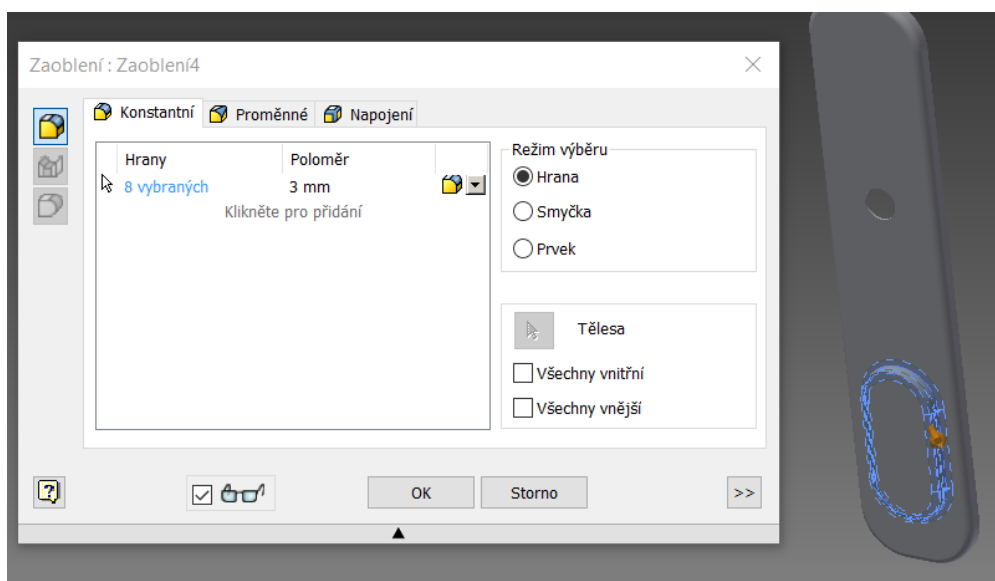 Zaoblení : Zaoblení4
Konstantní Proměnné Napojení
Hrany Poloměr
8 vybraných 3 mm
Klikněte pro přidání
Režim výběru
Hrana
Smyčka
Prvek
Tělesa
Všechny vnitřní
Všechny vnější
OK Storno >>